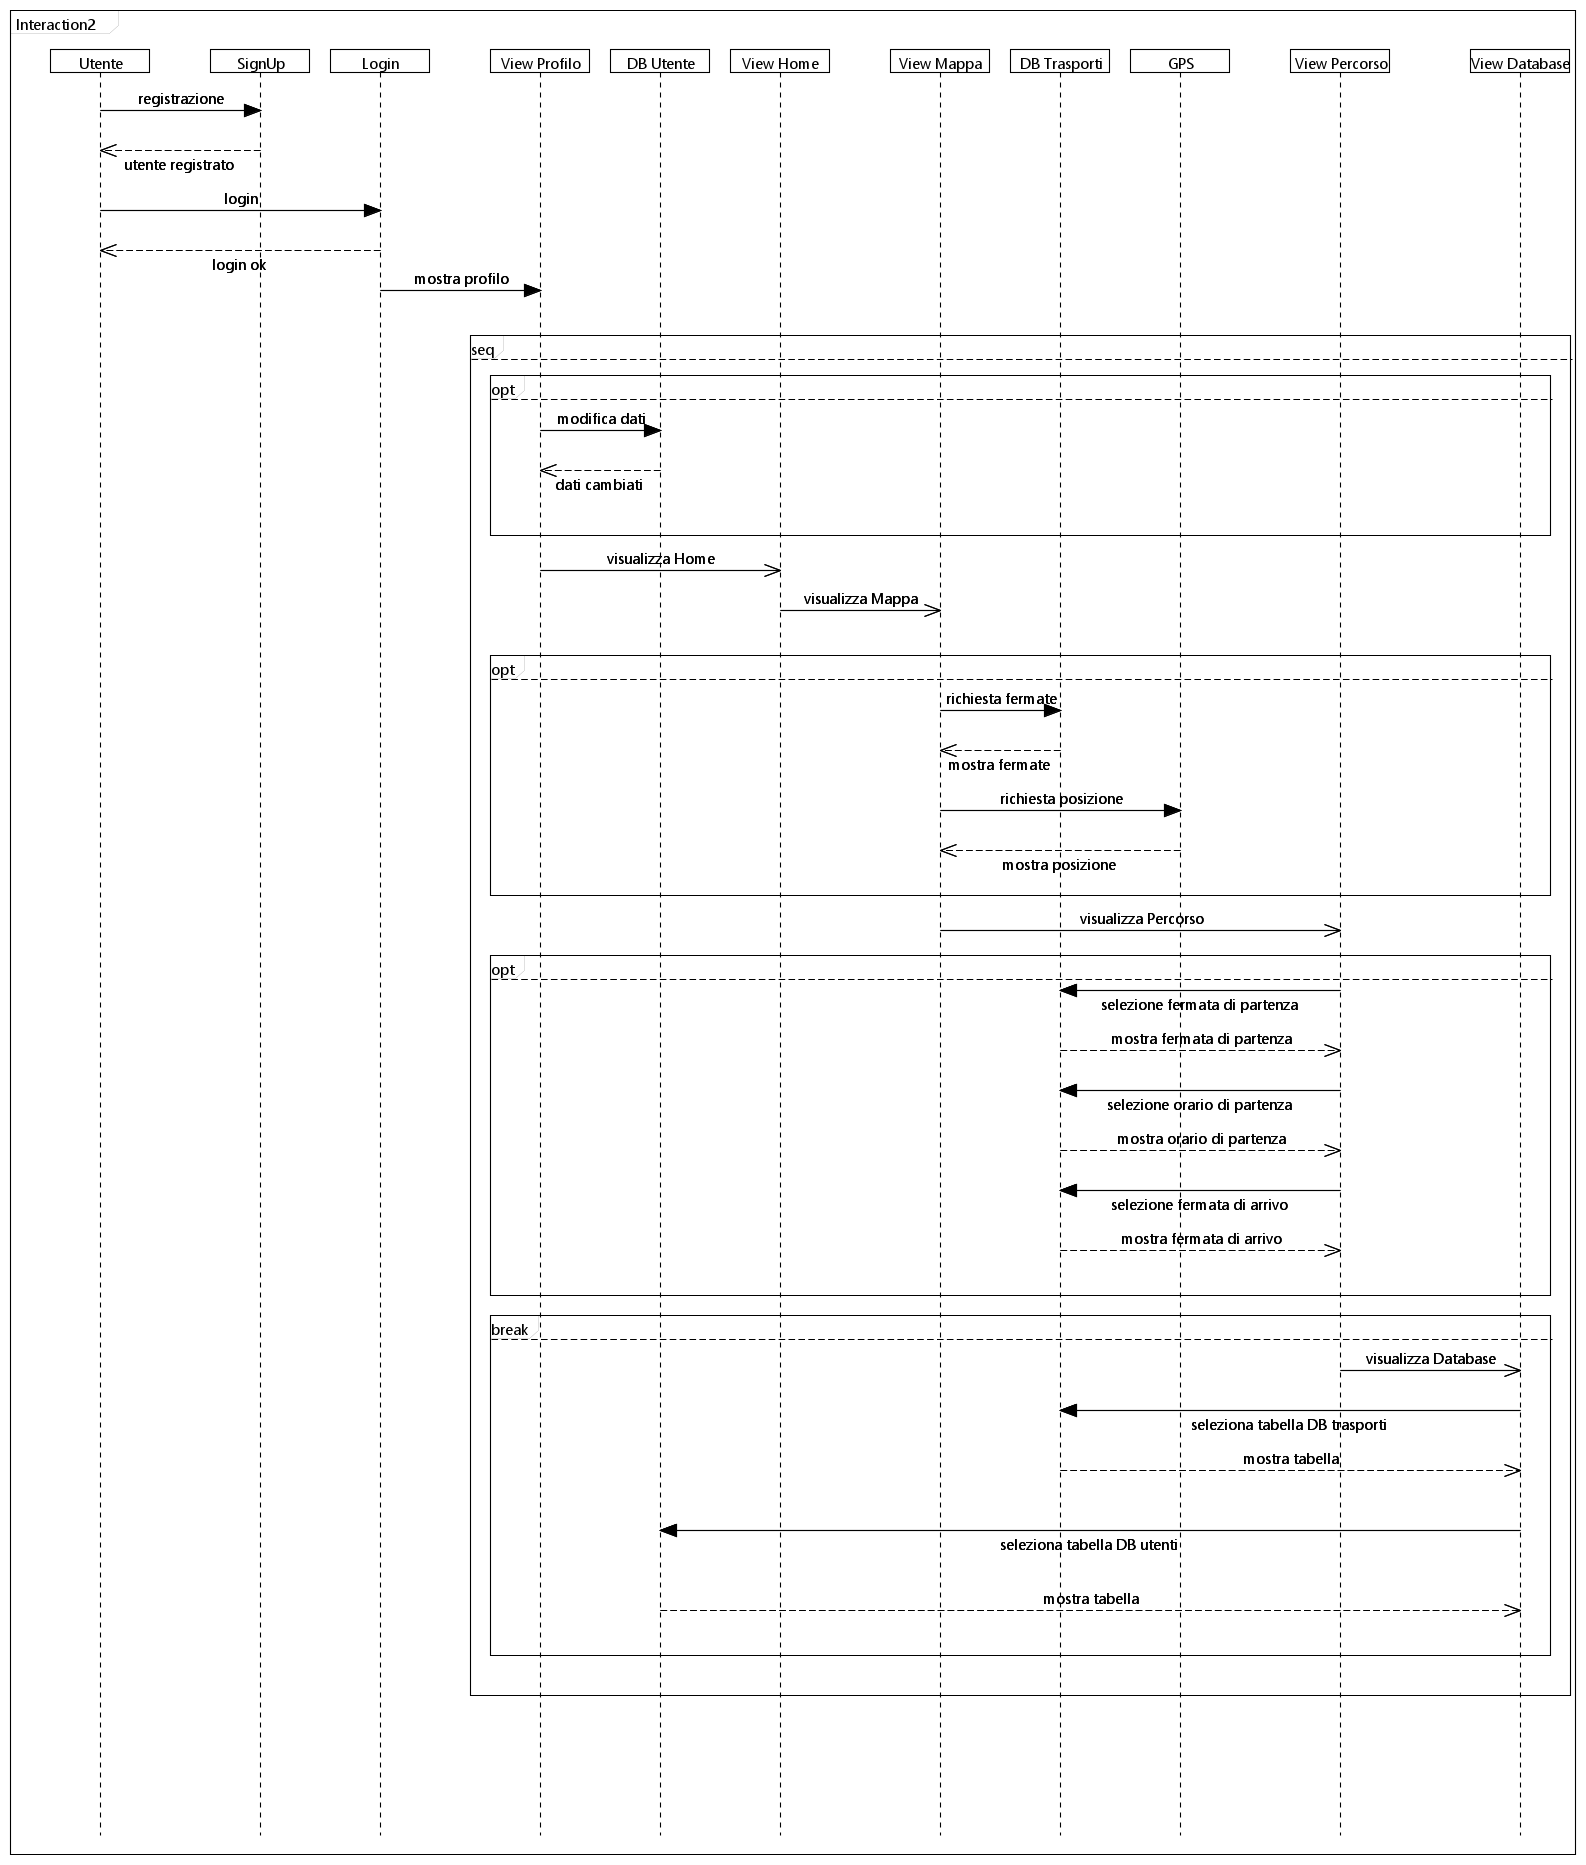 Interaction2
Utente
SignUp
Login
View Profilo
DB Utente
View Home
View Mappa
DB Trasporti
GPS
View Percorso
View Database
registrazione
utente registrato
login
login ok
mostra profilo
seq
opt
modifica dati
dati cambiati
visualizza Home
visualizza Mappa
opt
richiesta fermate
mostra fermate
richiesta posizione
mostra posizione
visualizza Percorso
opt
selezione fermata di partenza
mostra fermata di partenza
selezione orario di partenza
mostra orario di partenza
selezione fermata di arrivo
mostra fermata di arrivo
break
visualizza Database
seleziona tabella DB trasporti
mostra tabella
seleziona tabella DB utenti
mostra tabella